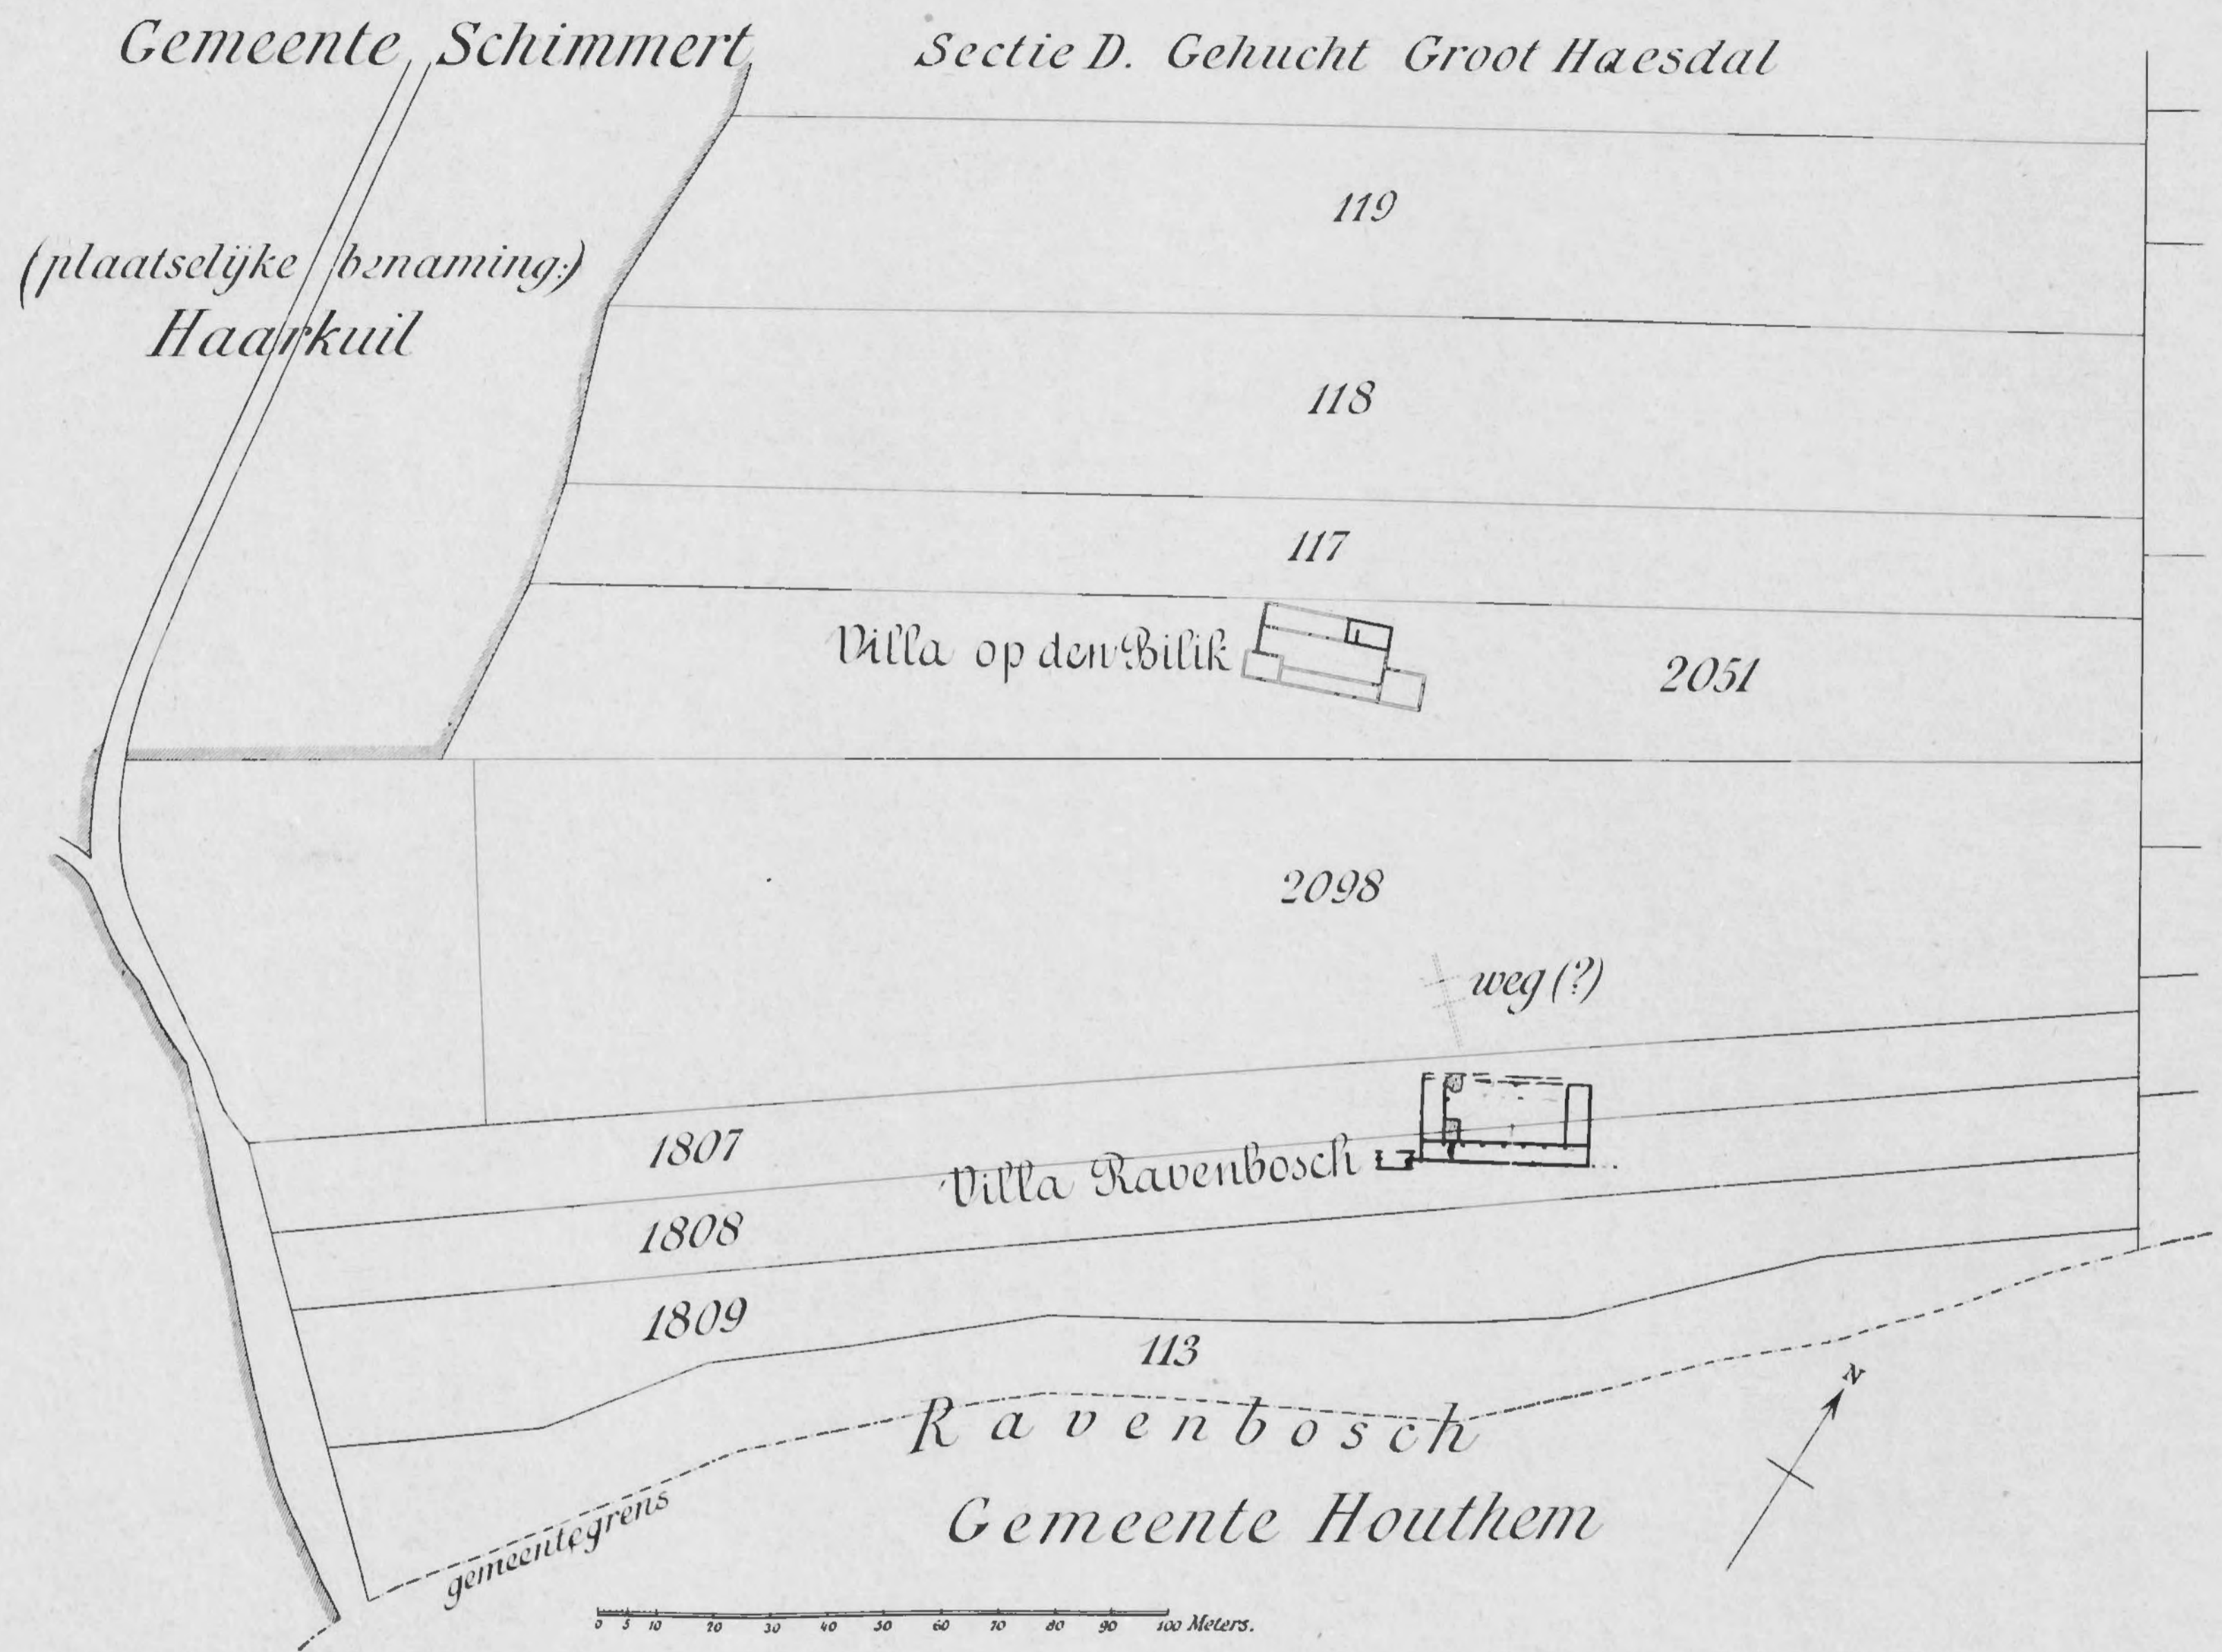 Gemeente Schimmert
Sectie D. Gehucht Groot Haesdal
119
(plaatselijke benaming:)
Haarkuil
118
117
Villa op den Bilik
2051
2098
weg (?)
1807
Villa Ravenbosch
1808
1809
113
N
Ravenbosch
Gemeente Houthem
gemeentegrens
0 5 10 20 30 40 50 60 70 80 90 100 Meters.